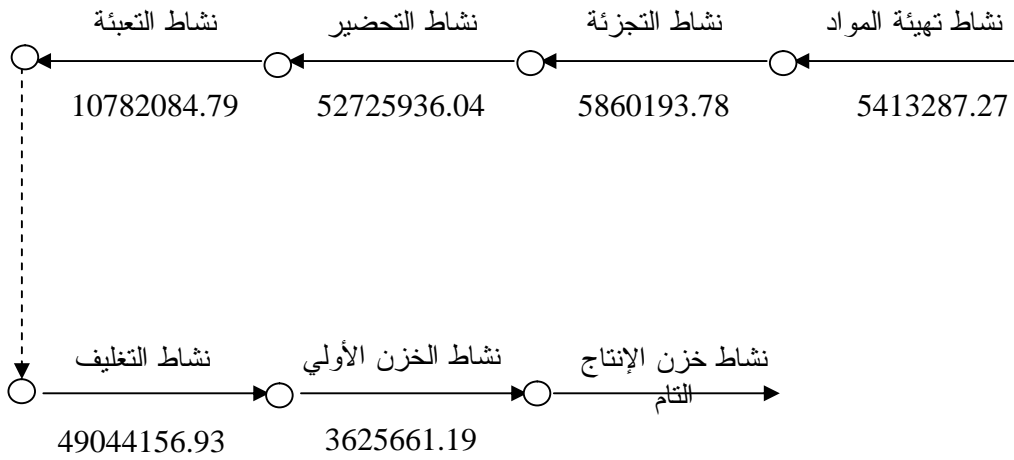 نشاط تهيئة المواد
نشاط التجزئة
نشاط التحضير
نشاط التعبئة
5413287.27
5860193.78
52725936.04
10782084.79
نشاط التغليف
نشاط الخزن الأولي
نشاط خزن الإنتاج
التام
49044156.93
3625661.19